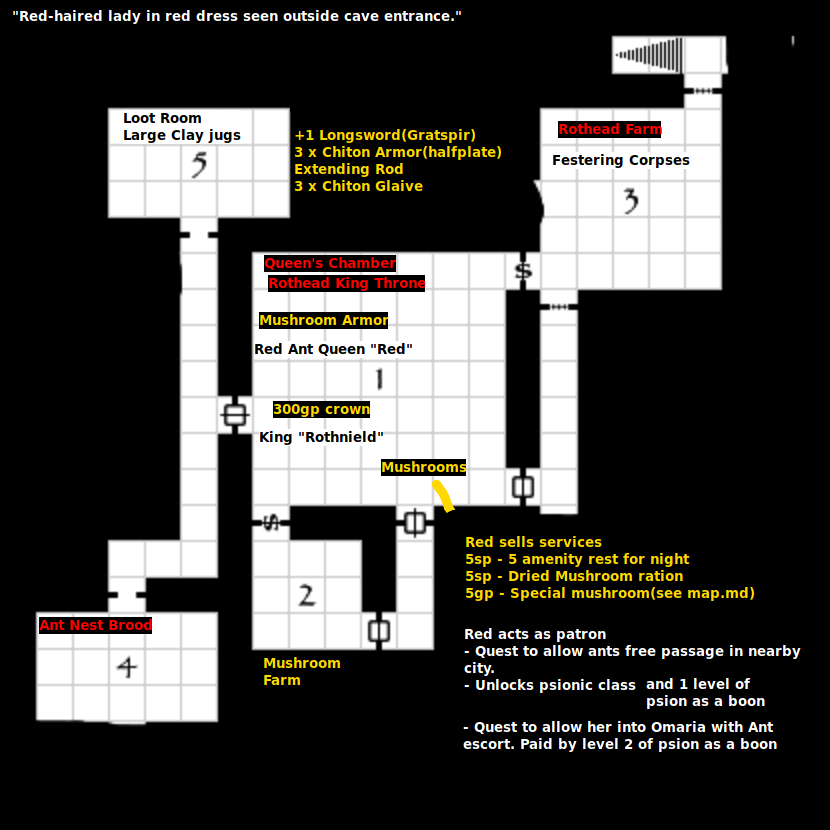 "Red-haired lady in red dress seen outside cave entrance."
Loot Room
Large Clay jugs
5
+1 Longsword(Gratspir)
3 x Chiton Armor(halfplate)
Extending Rod
3 x Chiton Glaive
Rothead Farm
Festering Corpses
3
S
Queen's Chamber
Rothead King Throne
Mushroom Armor
Red Ant Queen "Red"
1
300gp crown
King "Rothnield"
Mushrooms
S
2
Mushroom
Farm
Ant Nest Brood
4
Red sells services
5sp - 5 amenity rest for night
5sp - Dried Mushroom ration
5gp - Special mushroom(see map.md)
Red acts as patron
- Quest to allow ants free passage in nearby
city.
- Unlocks psionic class and 1 level of
psion as a boon
- Quest to allow her into Omaria with Ant
escort. Paid by level 2 of psion as a boon